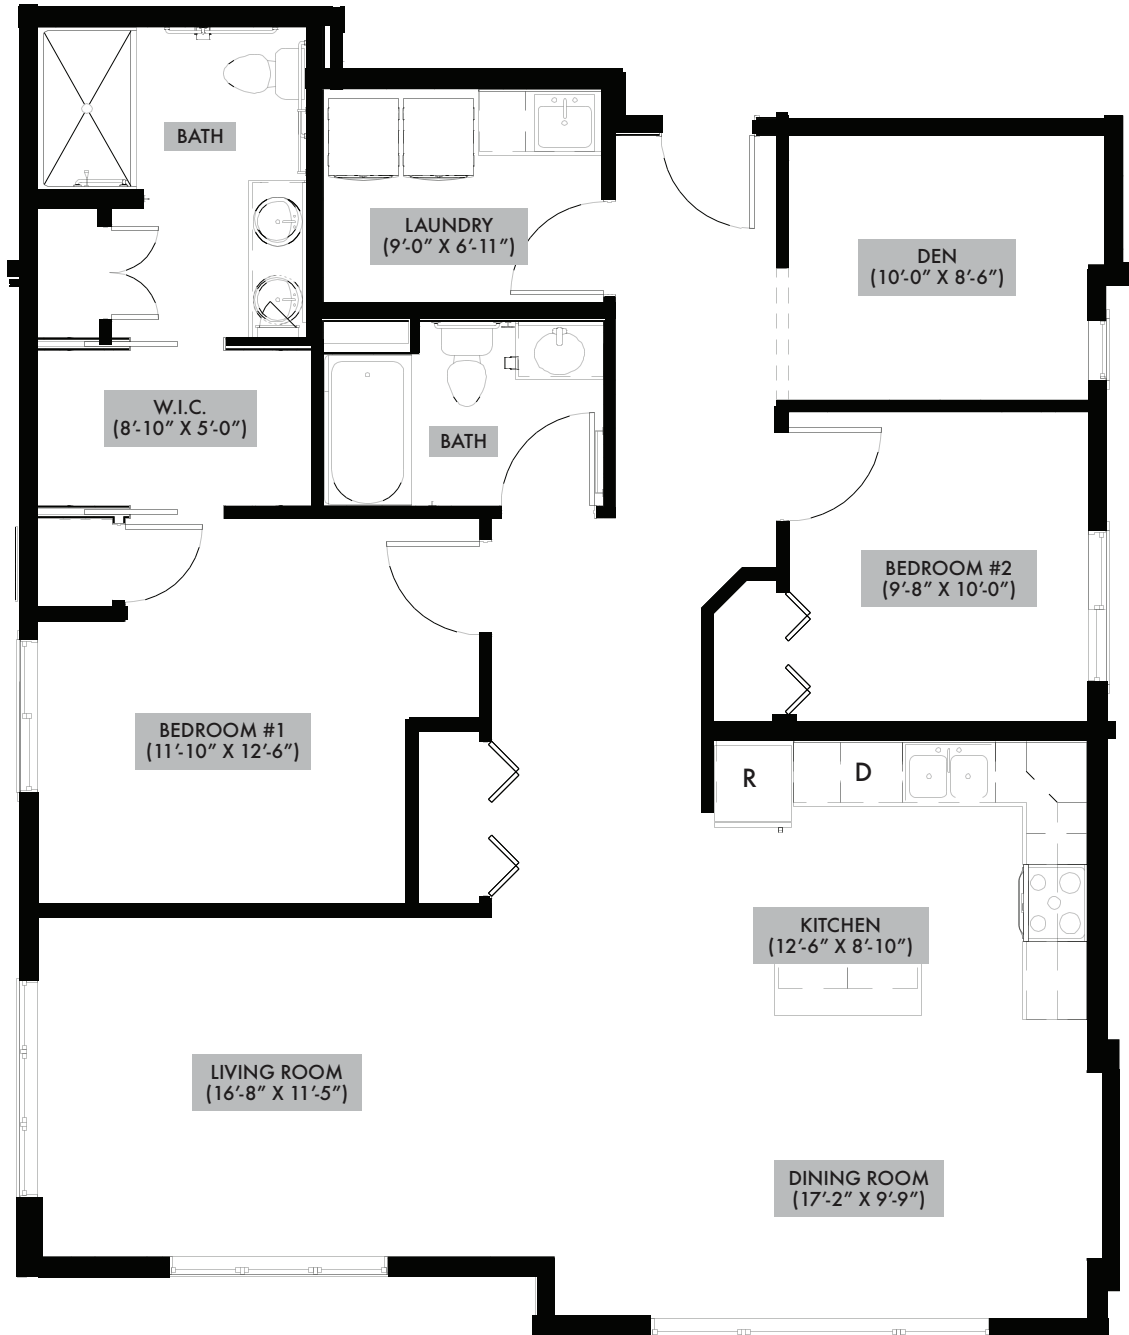 BATH
LAUNDRY
(9′-0″ X 6′-11″)
DEN
(10′-0″ X 8′-6″)
W.I.C.
(8′-10″ X 5′-0″)
BATH
BEDROOM #2
(9′-8″ X 10′-0″)
BEDROOM #1
(11′-10″ X 12′-6″)
R
D
KITCHEN
(12′-6″ X 8′-10″)
LIVING ROOM
(16′-8″ X 11′-5″)
DINING ROOM
(17′-2″ X 9′-9″)